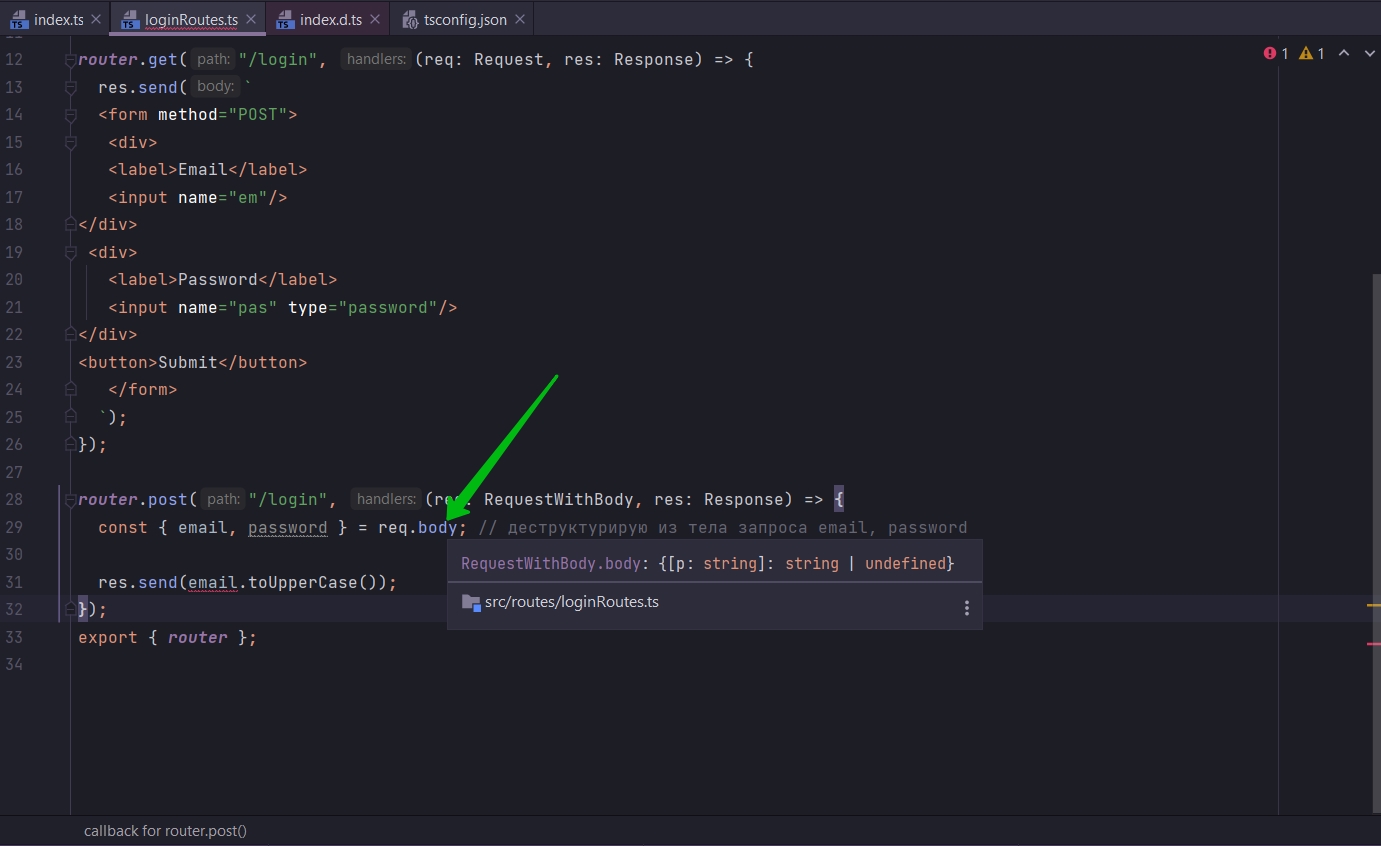 index.ts loginRoutes.ts index.d.ts tsconfig.json
12 router.get( path: "/login", handlers: (req: Request, res: Response) => { 1 1
13 res.send( body: `
14 <form method="POST">
15 <div>
16 <label>Email</label>
17 <input name="em"/>
18 </div>
19 <div>
20 <label>Password</label>
21 <input name="pas" type="password"/>
22 </div>
23 <button>Submit</button>
24 </form>
25 `);
26 });
27
28 router.post( path: "/login", handlers: (req: RequestWithBody, res: Response) => {
29 const { email, password } = req.body; // деструктурирую из тела запроса email, password
30
RequestWithBody.body: {[p: string]: string | undefined}
31 res.send(email.toUpperCase());
src/routes/loginRoutes.ts
32 });
33 export { router };
34
callback for router.post()